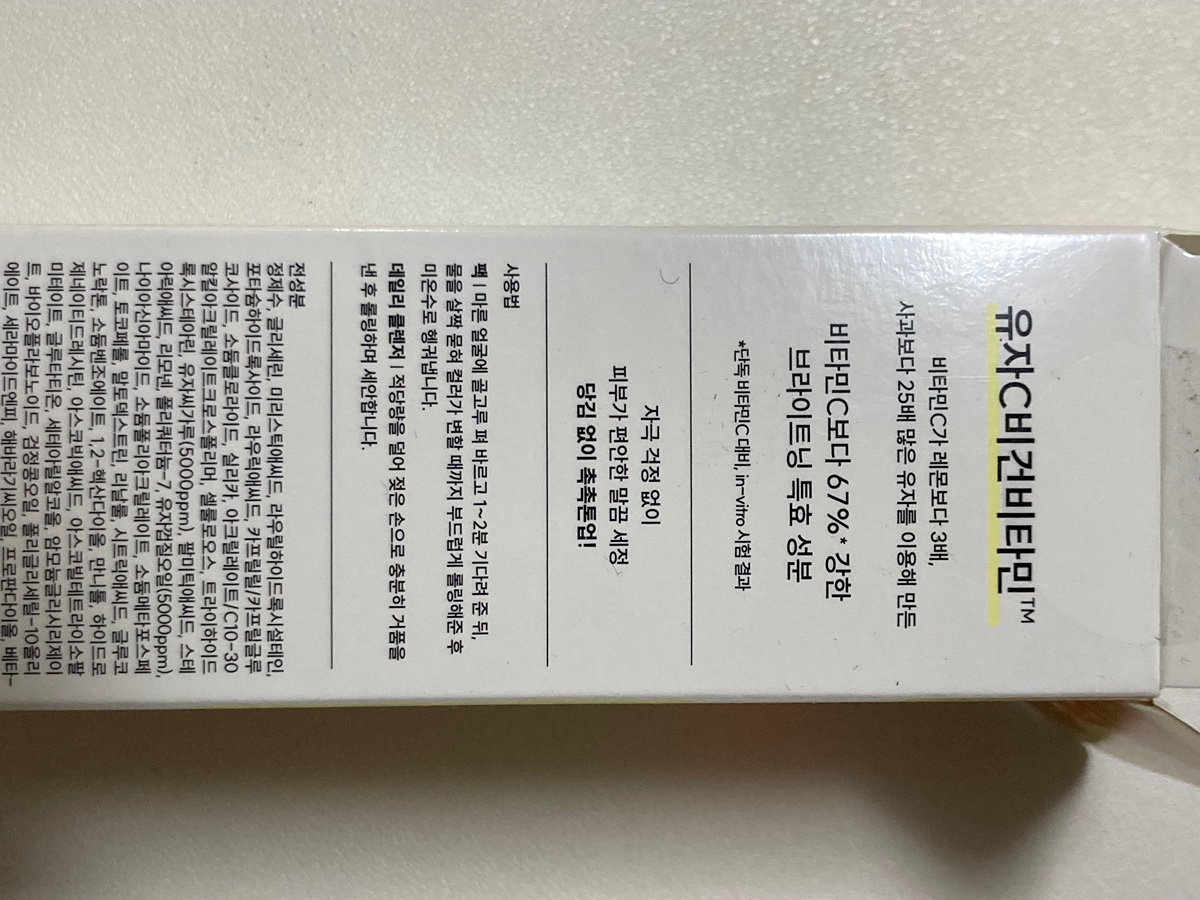 유자C비건비타민™
비타민C가 레몬보다 3배,
사과보다 25배 많은 유자를 이용해 만든
비타민C보다 67%* 강한
브라이트닝 특효 성분
*단독 비타민C 대비, in-vitro 시험 결과
자극 걱정 없이
피부가 편안한 말끔 세정
당김 없이 촉촉톤업!
사용법
팩 | 마른 얼굴에 골고루 펴 바르고 1~2분 기다려 준 뒤,
물을 살짝 묻혀 컬러가 변할 때까지 부드럽게 롤링해준 후
미온수로 헹궈냅니다.
데일리 클렌저 | 적당량을 덜어 젖은 손으로 충분히 거품을
낸 후 롤링하며 세안합니다.
전성분
정제수, 글리세린, 미리스틱애씨드, 라우릴하이드록시설테인,
포타슘하이드록사이드, 라우릭애씨드, 카프릴릴/카프릴글루
코사이드, 소듐클로라이드, 실리카, 아크릴레이트/C10-30
알킬아크릴레이트크로스폴리머, 셀룰로오스, 트라이하이드
록시스테아린, 유자씨가루(5000ppm), 팔미틱애씨드, 스테
아릭애씨드, 리모넨, 폴리쿼터늄-7, 유자껍질오일(5000ppm),
나이아신아마이드, 소듐폴리아크릴레이트, 소듐메타포스페
이트, 토코페롤, 말토덱스트린, 리날룰, 시트릭애씨드, 글루코
노락톤, 소듐벤조에이트, 1,2-헥산다이올, 만니톨, 하이드로
제네이티드레시틴, 아스코빅애씨드, 아스코빌테트라이소팔
미테이트, 글루타티온, 세테아릴알코올, 암모늄글리시리제이
트, 바이오플라보노이드, 검정콩오일, 폴리글리세릴-10올리
에이트, 세라마이드엔피, 해바라기씨오일, 프로판다이올, 베타-